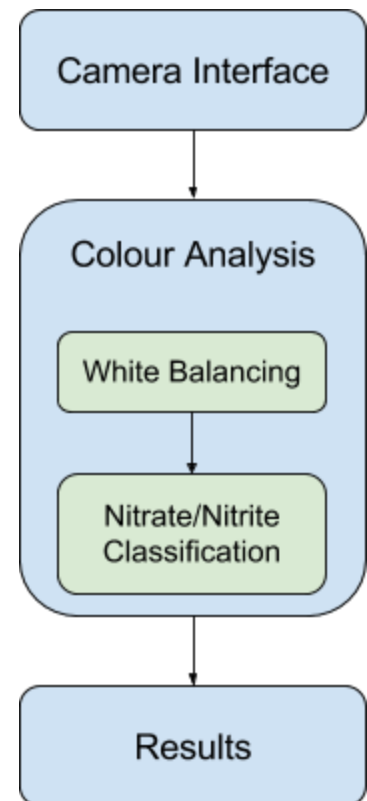 Camera Interface
Colour Analysis
White Balancing
Nitrate/Nitrite
Classification
Results